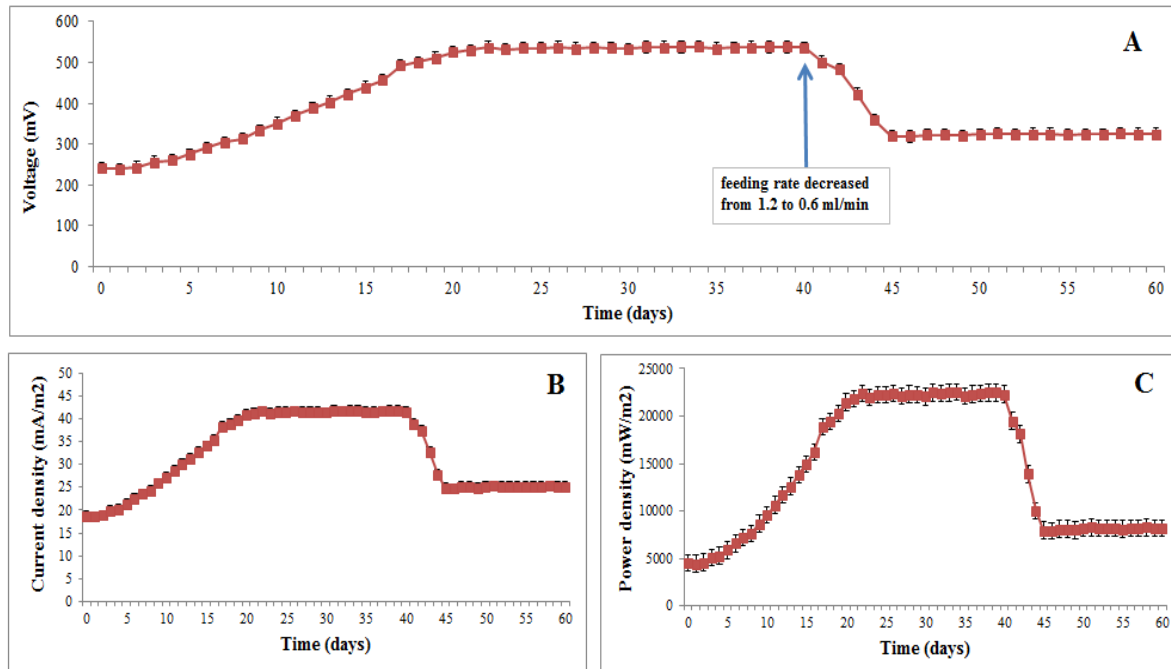 A
600
500
400
300
200
100
0
Voltage (mV)
0 5 10 15 20 25 30 35 40 45 50 55 60
Time (days)
feeding rate decreased
from 1.2 to 0.6 ml/min
B
50
45
40
35
30
25
20
15
10
5
0
Current density (mA/m2)
0 5 10 15 20 25 30 35 40 45 50 55 60
Time (days)
C
25000
20000
15000
10000
5000
0
Power density (mW/m2)
0 5 10 15 20 25 30 35 40 45 50 55 60
Time (days)